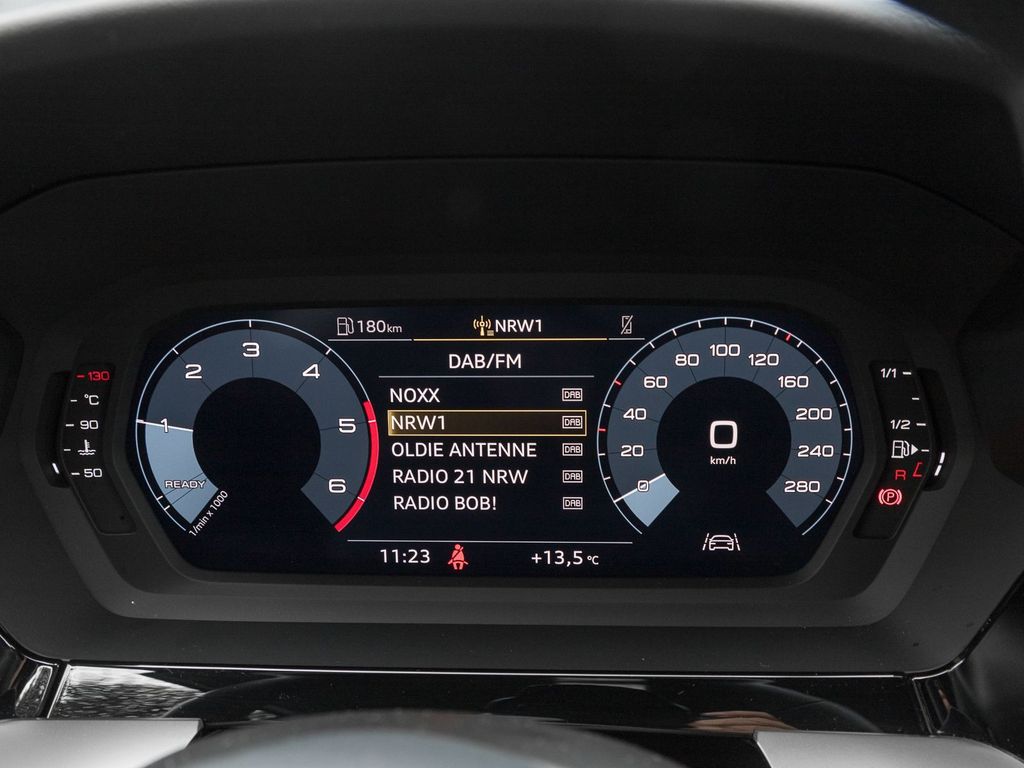 180km
NRW1
DAB/FM
NOXX DAB
NRW1 DAB
OLDIE ANTENNE DAB
RADIO 21 NRW DAB
RADIO BOB! DAB
11:23
+13,5 °C
1
2
3
4
5
6
READY
1/min x 1000
0
20
40
60
80
100
120
160
200
240
280
0
km/h
130
°C
90
50
1/1
1/2
R
P